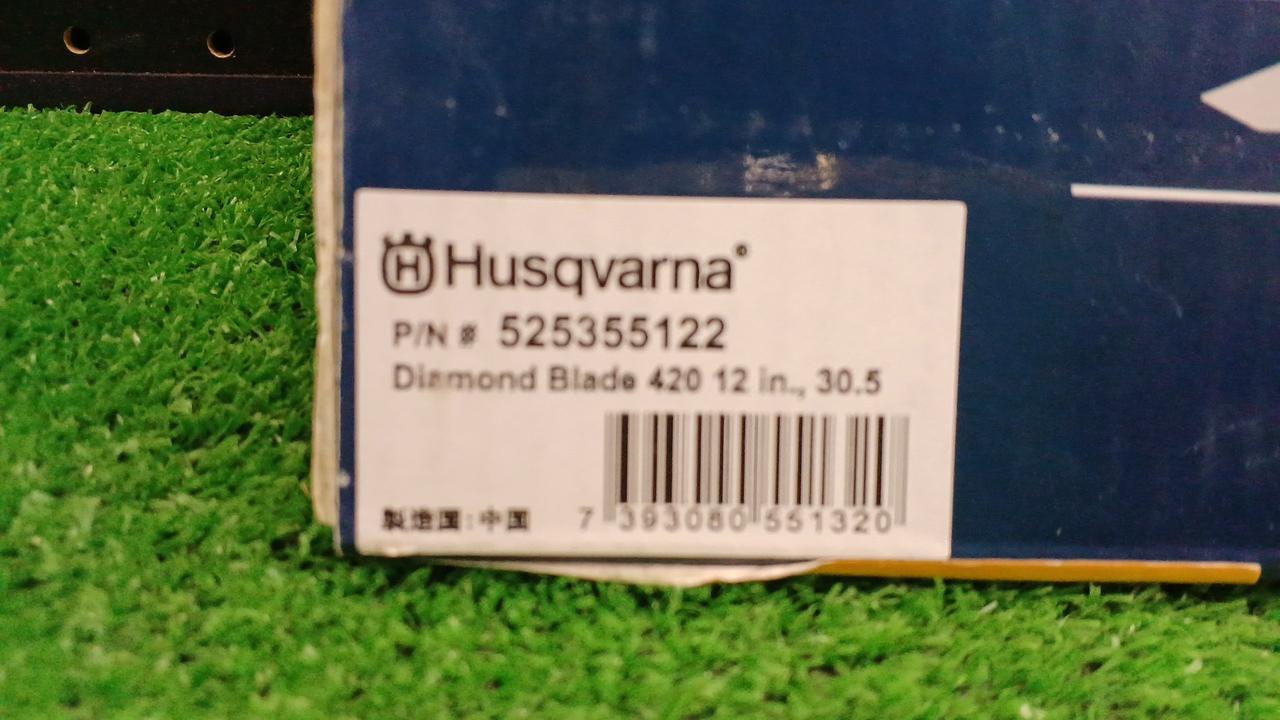 Husqvarna®
P/N # 525355122
Diamond Blade 420 12 in., 30.5
製造国:中国
7 393080 551320